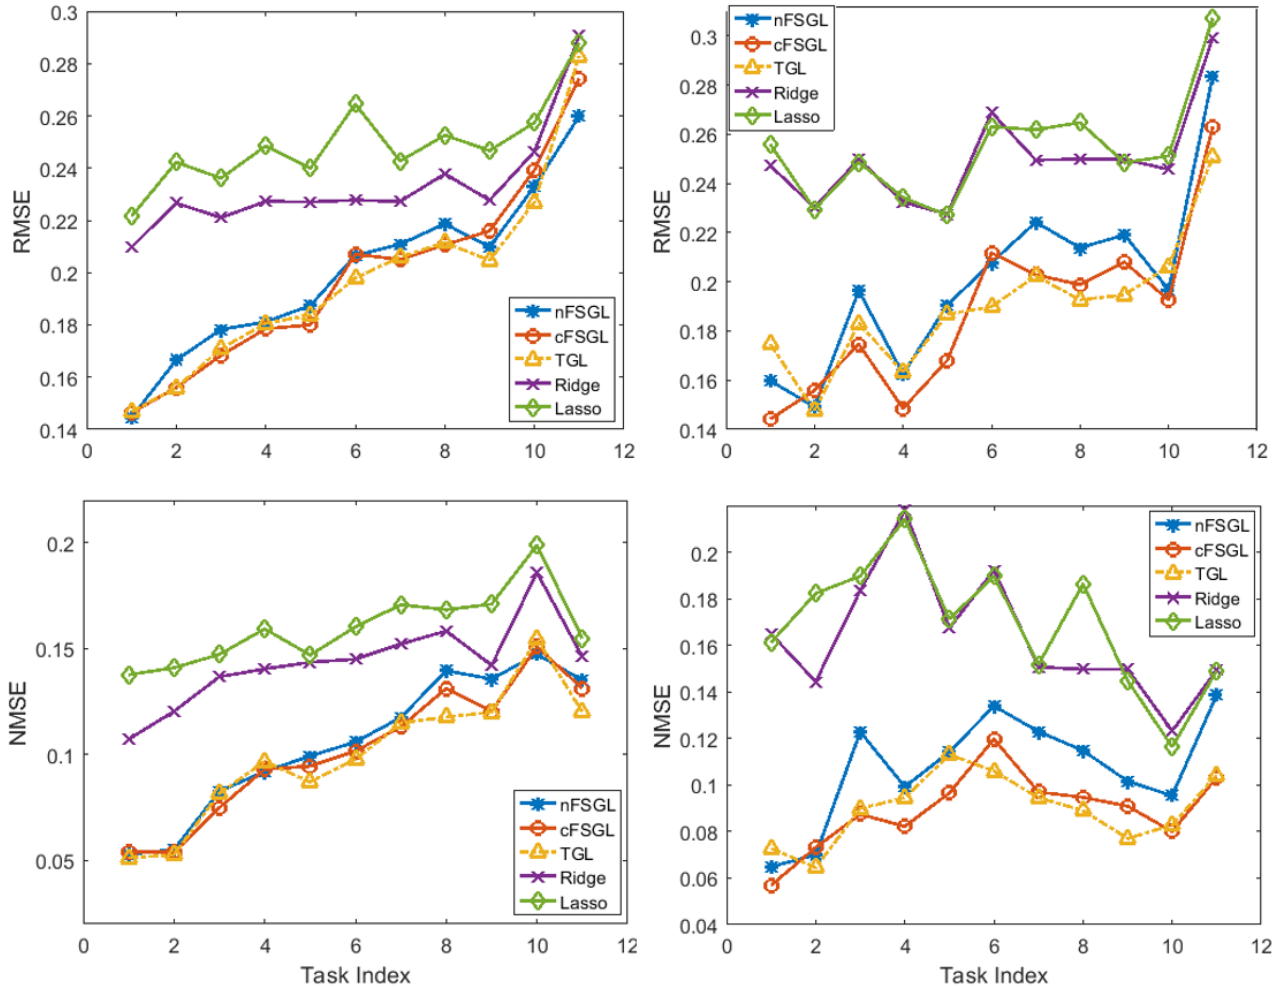 0.3
0.28
0.26
0.24
0.22
0.2
0.18
0.16
0.14
RMSE
0 2 4 6 8 10 12
nFSGL
cFSGL
TGL
Ridge
Lasso
0.3
0.26
0.24
0.22
0.2
0.18
0.16
0.14
RMSE
0 2 4 6 8 10 12
nFSGL
cFSGL
TGL
Ridge
Lasso
0.2
0.15
0.1
0.05
NMSE
0 2 4 6 8 10 12
Task Index
nFSGL
cFSGL
TGL
Ridge
Lasso
0.2
0.18
0.16
0.14
0.12
0.1
0.08
0.06
0.04
NMSE
0 2 4 6 8 10 12
Task Index
nFSGL
cFSGL
TGL
Ridge
Lasso